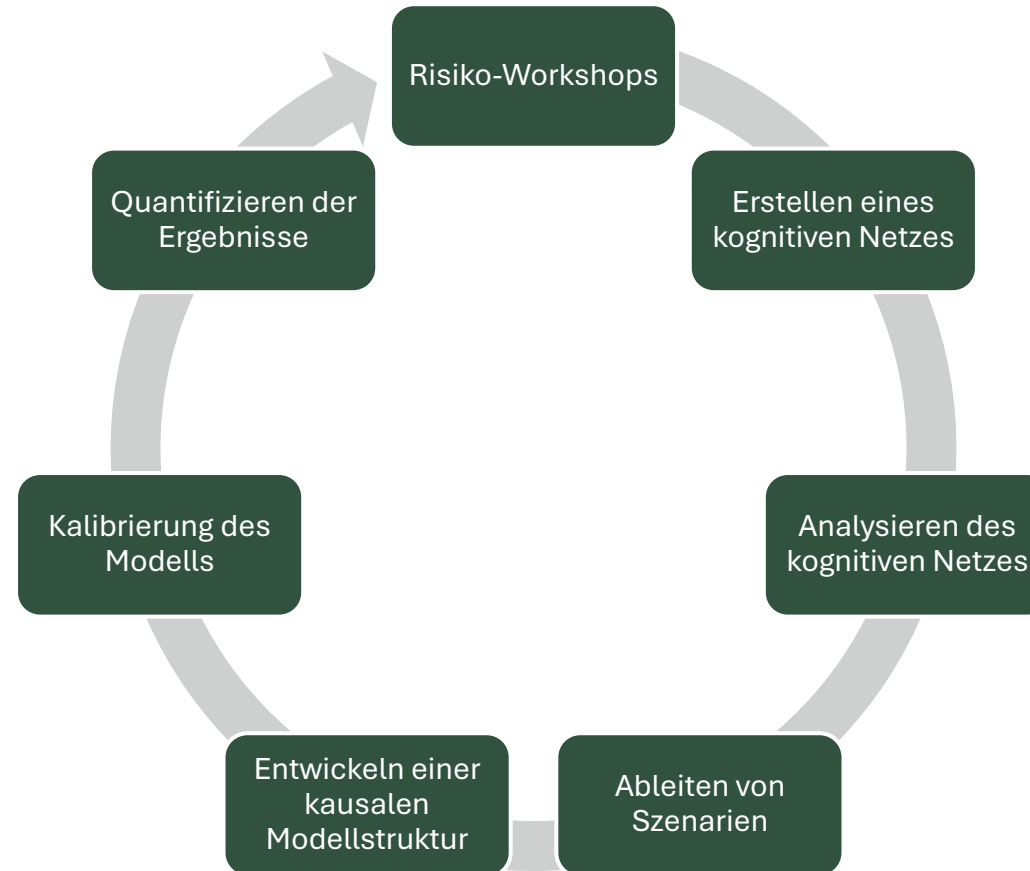 Risiko-Workshops
Erstellen eines
kognitiven Netzes
Analysieren des
kognitiven Netzes
Ableiten von
Szenarien
Entwickeln einer
kausalen
Modellstruktur
Kalibrierung des
Modells
Quantifizieren der
Ergebnisse